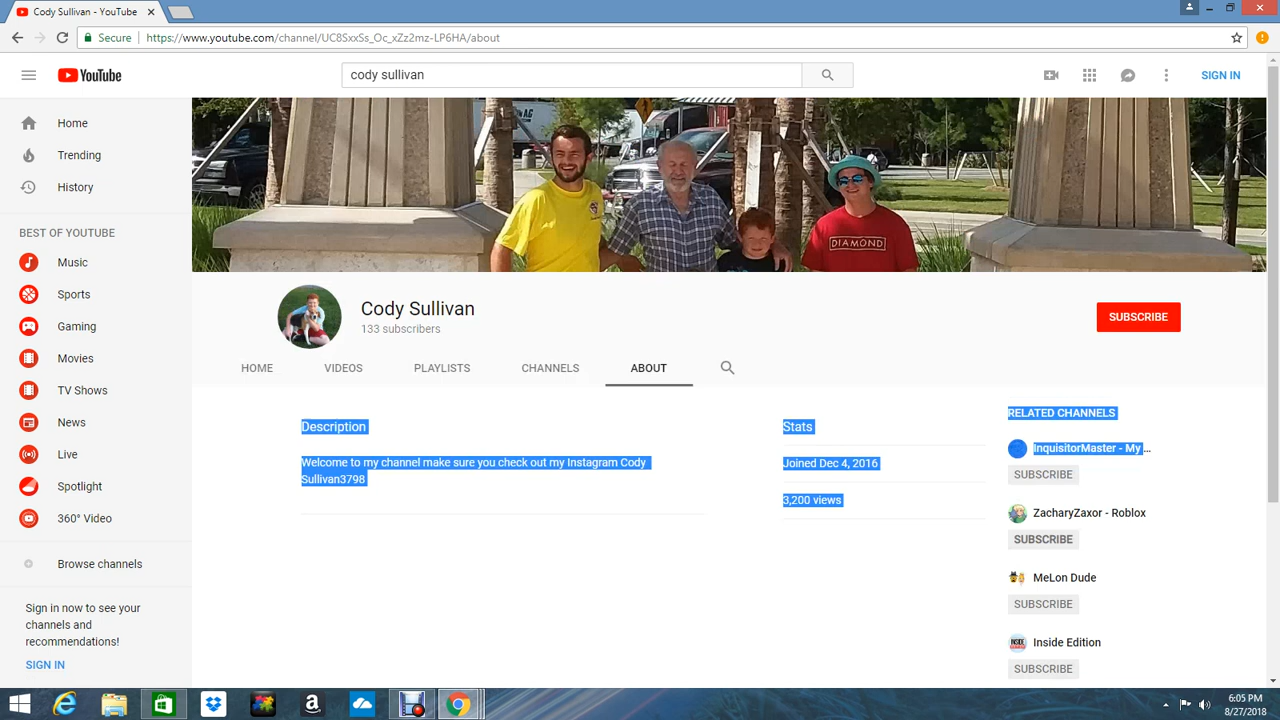 Cody Sullivan - YouTube
Secure https://www.youtube.com/channel/UC8SxxSs_Oc_xZz2mz-LP6HA/about
YouTube
cody sullivan
SIGN IN
Home
Trending
History
BEST OF YOUTUBE
Music
Sports
Gaming
Movies
TV Shows
News
Live
Spotlight
360° Video
Browse channels
Sign in now to see your
channels and
recommendations!
SIGN IN
AG
DIAMOND
Cody Sullivan
133 subscribers
SUBSCRIBE
HOME VIDEOS PLAYLISTS CHANNELS ABOUT
Description
Welcome to my channel make sure you check out my Instagram Cody
Sullivan3798
Stats
Joined Dec 4, 2016
3,200 views
RELATED CHANNELS
InquisitorMaster - My ...
SUBSCRIBE
ZacharyZaxor - Roblox
SUBSCRIBE
MeLon Dude
SUBSCRIBE
Inside Edition
SUBSCRIBE
6:05 PM
8/27/2018